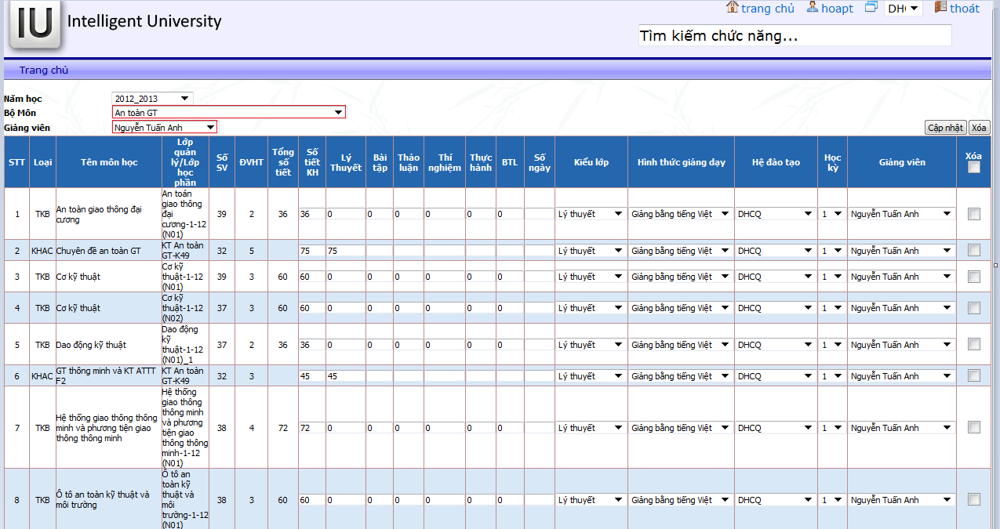 IU Intelligent University
trang chủ hoapt DH thoát
Tìm kiếm chức năng...
Trang chủ
Năm học 2012_2013
Bộ Môn An toàn GT
Giảng viên Nguyễn Tuấn Anh Cập nhật Xóa
STT Loại Tên môn học Lớp quản lý/Lớp học phần Số SV ĐVHT Tổng số tiết Số tiết KH Lý Thuyết Bài tập Thảo luận Thí nghiệm Thực hành BTL Số ngày Kiểu lớp Hình thức giảng dạy Hệ đào tạo Học kỳ Giảng viên Xóa
1 TKB An toàn giao thông đại cương An toán giao thông đại cương-1-12 (N01) 39 2 36 36 0 0 0 0 0 0 Lý thuyết Giảng bằng tiếng Việt DHCQ 1 Nguyễn Tuấn Anh
2 KHAC Chuyên đề an toàn GT KT An toàn GT-K49 32 5 75 75 Lý thuyết Giảng bằng tiếng Việt DHCQ 1 Nguyễn Tuấn Anh
3 TKB Cơ kỹ thuật Cơ kỹ thuật-1-12 (N01) 39 3 60 60 0 0 0 0 0 0 Lý thuyết Giảng bằng tiếng Việt DHCQ 1 Nguyễn Tuấn Anh
4 TKB Cơ kỹ thuật Cơ kỹ thuật-1-12 (N02) 37 3 60 60 0 0 0 0 0 0 Lý thuyết Giảng bằng tiếng Việt DHCQ 1 Nguyễn Tuấn Anh
5 TKB Dao động kỹ thuật Dao động kỹ thuật-1-12 (N01)_1 37 2 36 36 0 0 0 0 0 0 Lý thuyết Giảng bằng tiếng Việt DHCQ 1 Nguyễn Tuấn Anh
6 KHAC GT thông minh và KT ATTT F2 KT An toàn GT-K49 32 3 45 45 Lý thuyết Giảng bằng tiếng Việt DHCQ 1 Nguyễn Tuấn Anh
7 TKB Hệ thống giao thông thông minh và phương tiện giao thông thông minh Hệ thống giao thông thông minh và phương tiện giao thông thông minh-1-12 (N01) 38 4 72 72 0 0 0 0 0 0 Lý thuyết Giảng bằng tiếng Việt DHCQ 1 Nguyễn Tuấn Anh
8 TKB Ô tô an toàn kỹ thuật và môi trường Ô tô an toàn kỹ thuật và môi trường-1-12 (N01) 38 3 60 60 0 0 0 0 0 0 Lý thuyết Giảng bằng tiếng Việt DHCQ 1 Nguyễn Tuấn Anh